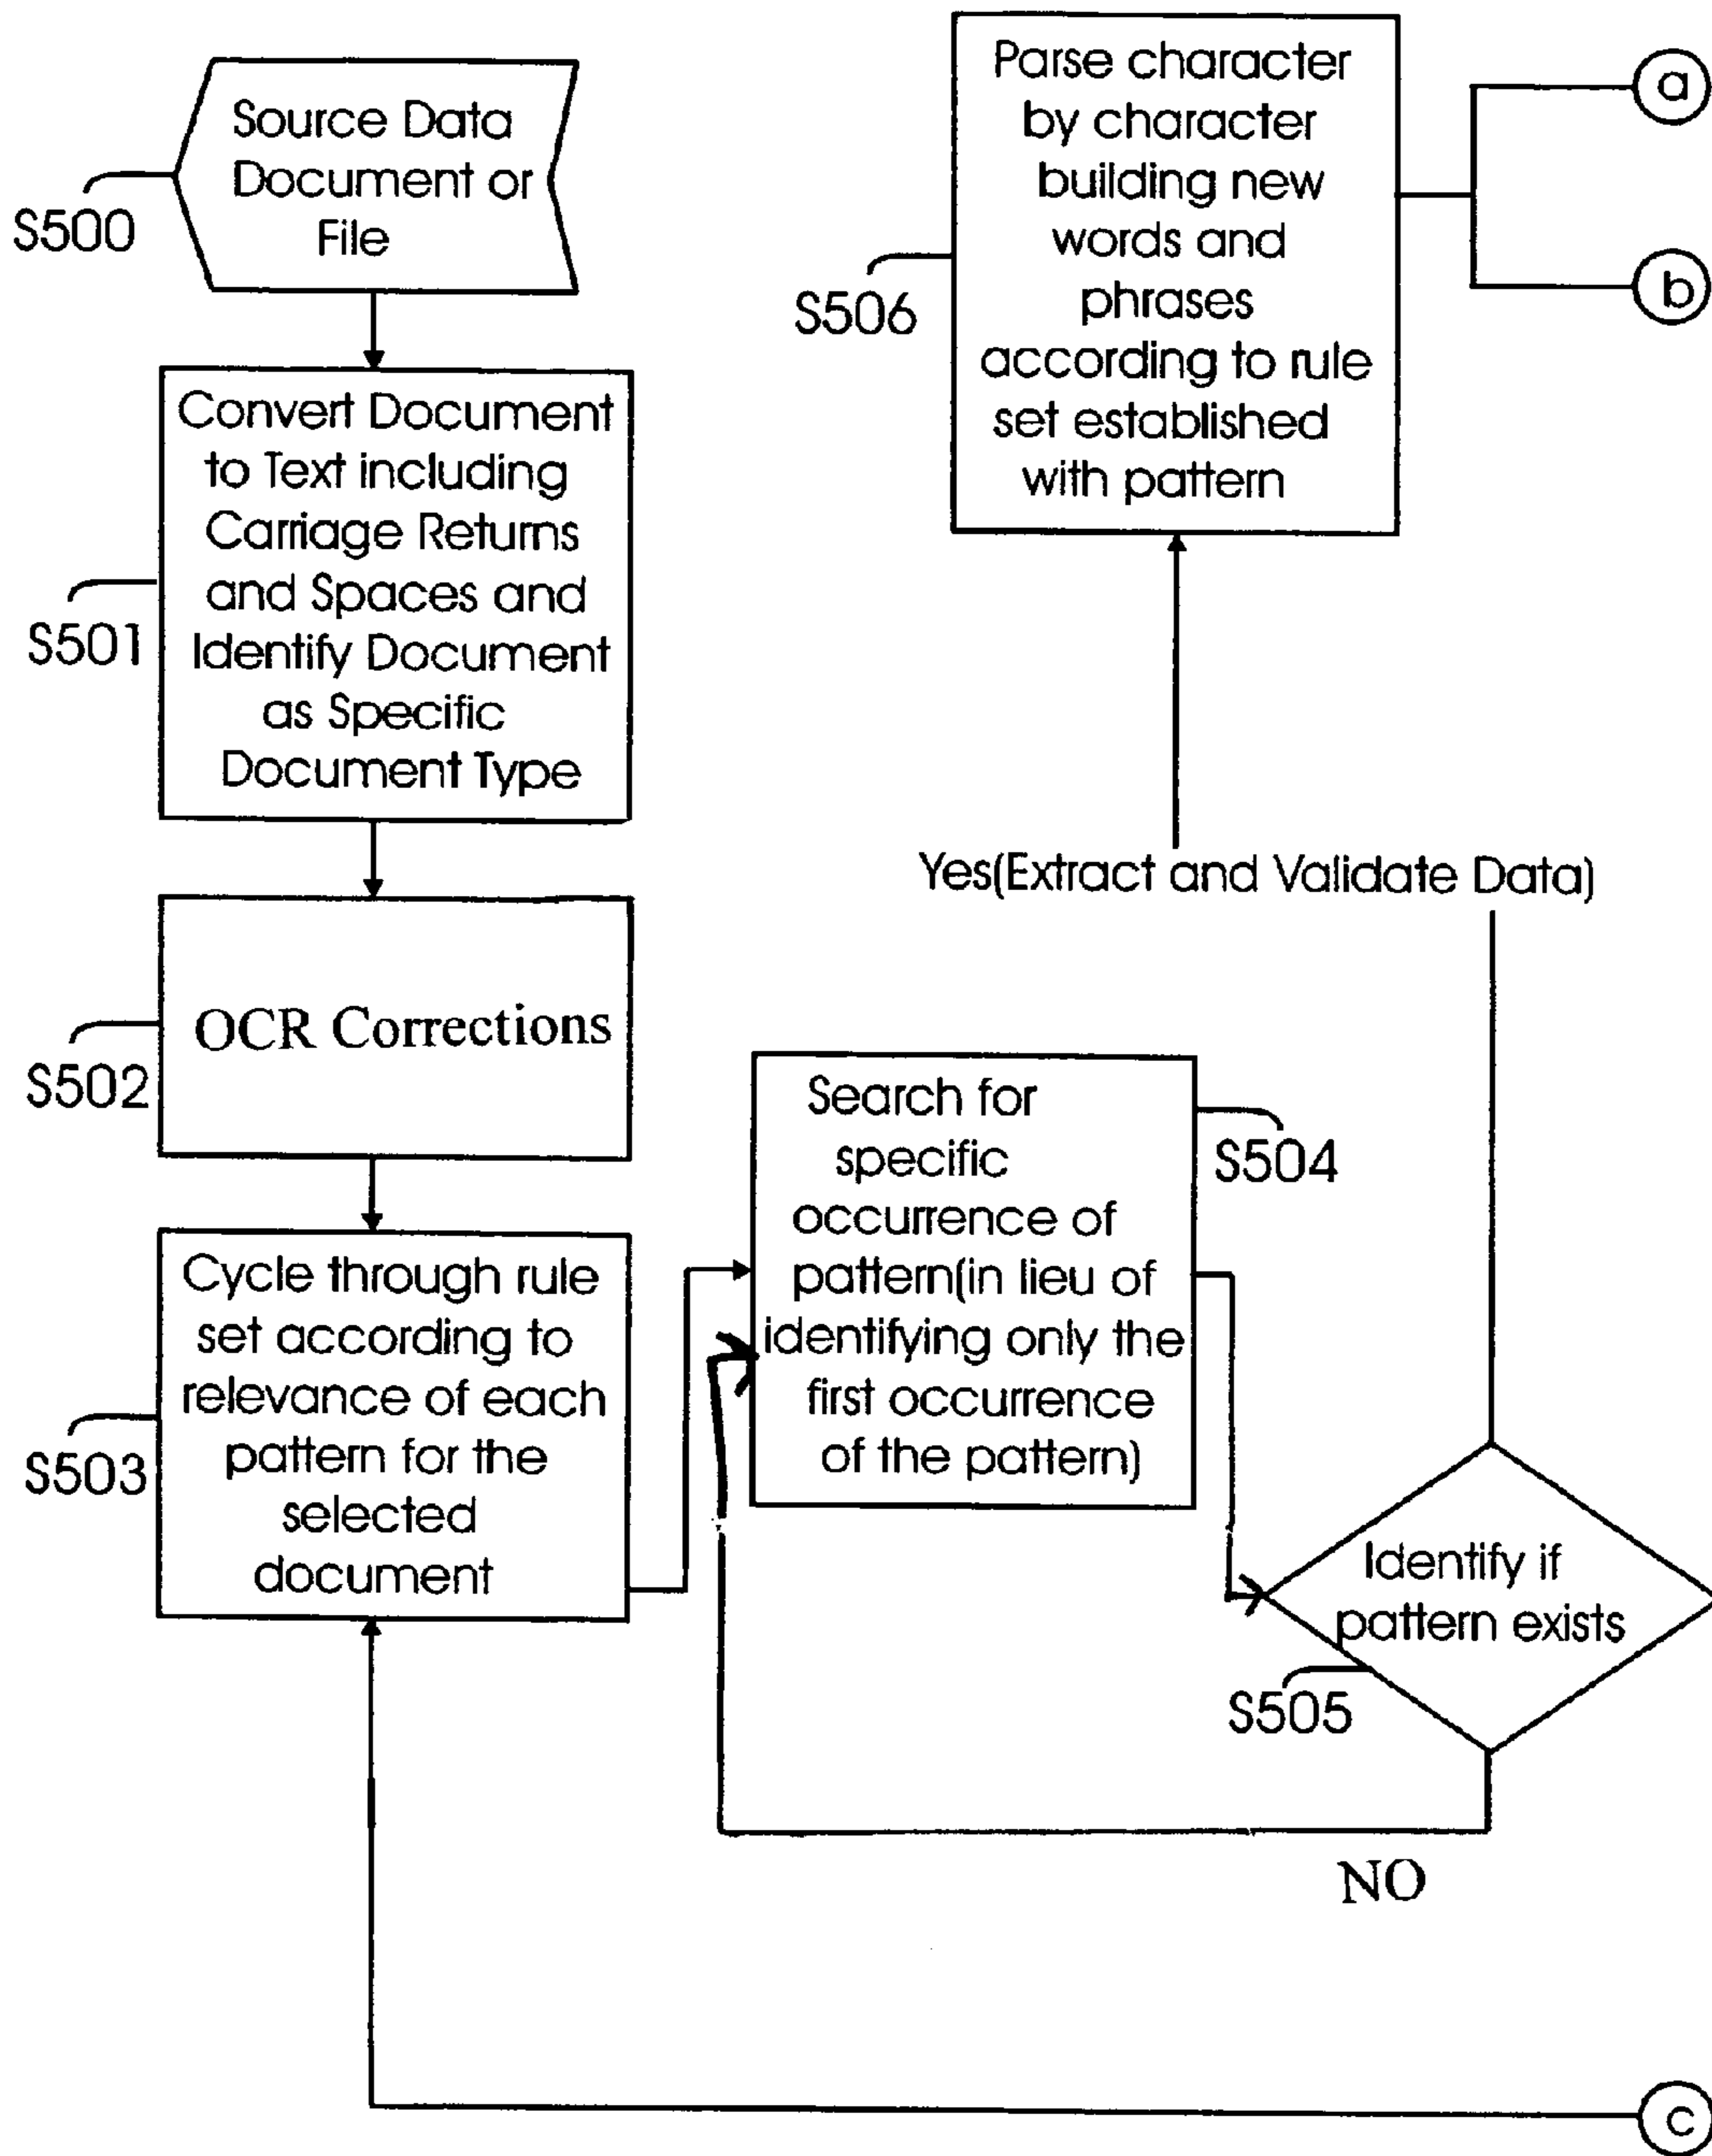 Source Data
Document or
File
S500
Convert Document
to Text including
Carriage Returns
and Spaces and
Identify Document
as Specific
Document Type
S501
OCR Corrections
S502
Cycle through rule
set according to
relevance of each
pattern for the
selected
document
S503
Search for
specific
occurrence of
pattern(in lieu of
identifying only the
first occurrence
of the pattern)
S504
Identify if
pattern exists
S505
NO
Yes(Extract and Validate Data)
Parse character
by character
building new
words and
phrases
according to rule
set established
with pattern
S506
a
b
c